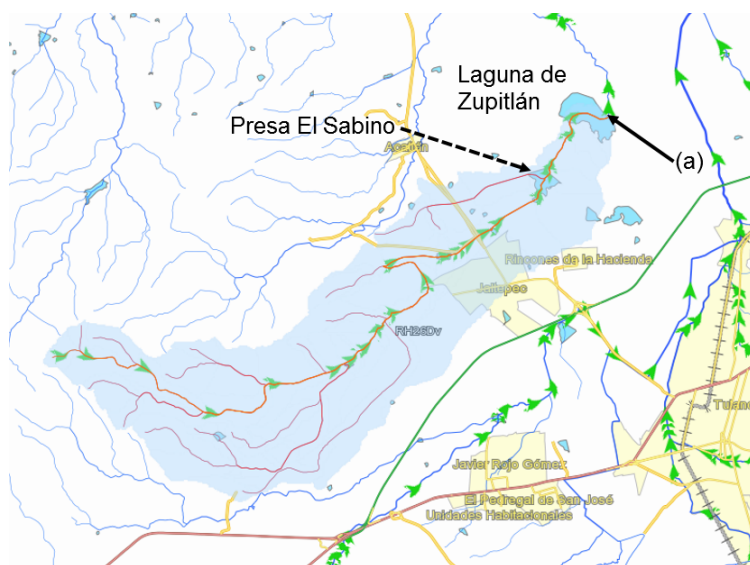 Laguna de
Zupitlán
Presa El Sabino
Acatlán
(a)
Rincones de la Hacienda
Jaltepec
RH26Dv
Tulanc
Javier Rojo Gómez
El Pedregal de San José
Unidades Habitacionales